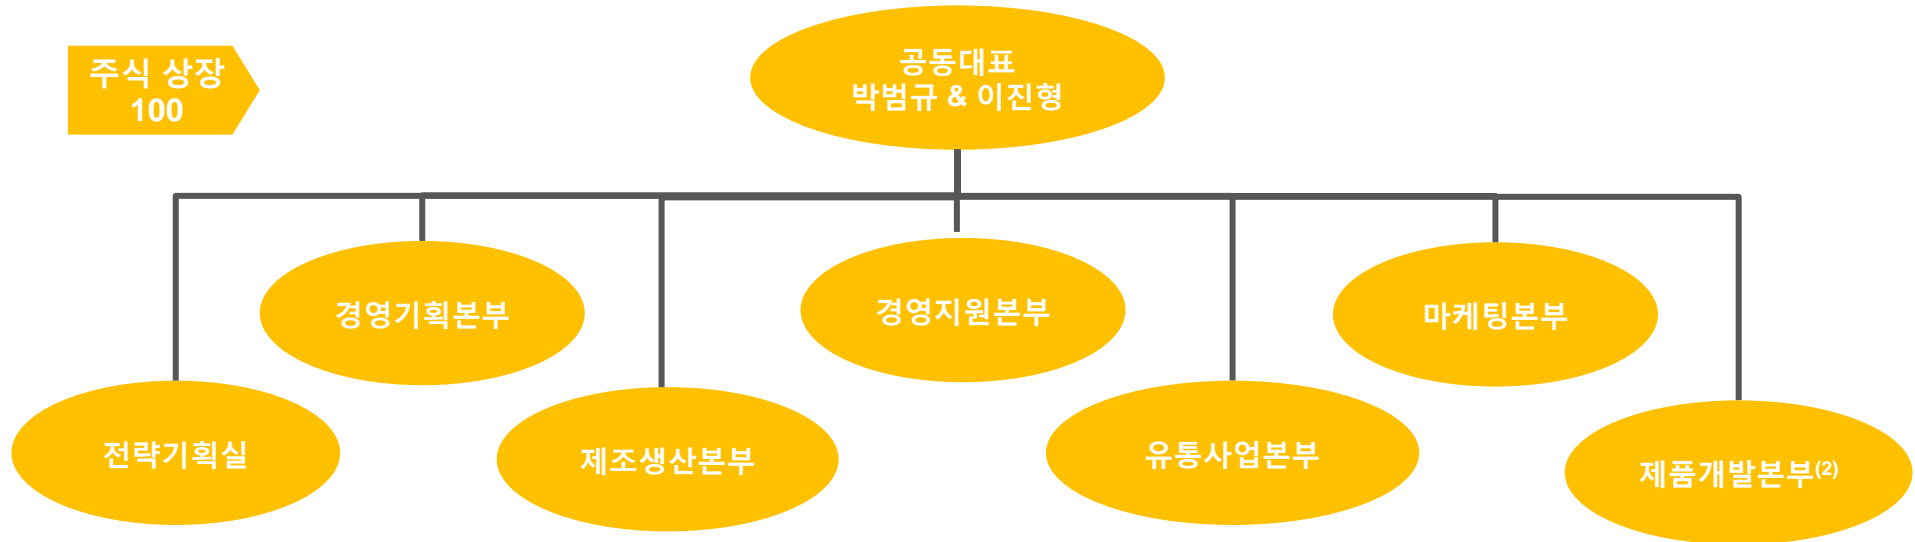 주식 상장
100
공동대표
박범규 & 이진형
경영기획본부
경영지원본부
마케팅본부
전략기획실
제조생산본부
유통사업본부
제품개발본부(2)